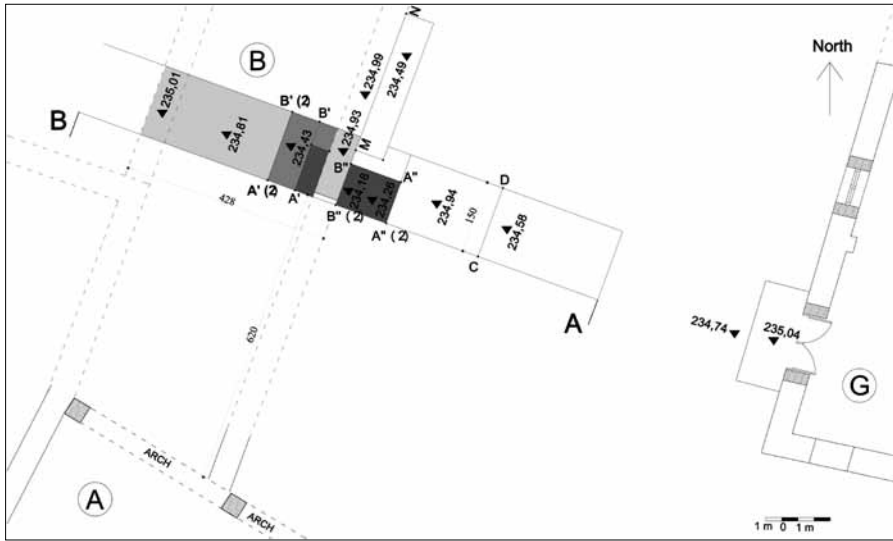 N
234,49
234,99
B
North
235,01
B
B' (2)
B'
234,93
M
234,81
234,43
B"
A"
234,18
234,26
D
A' (2)
A'
B" (2)
428
234,94
150
A" (2)
234,58
C
A
620
234,74
235,04
G
ARCH
A
ARCH
1 m 0 1 m